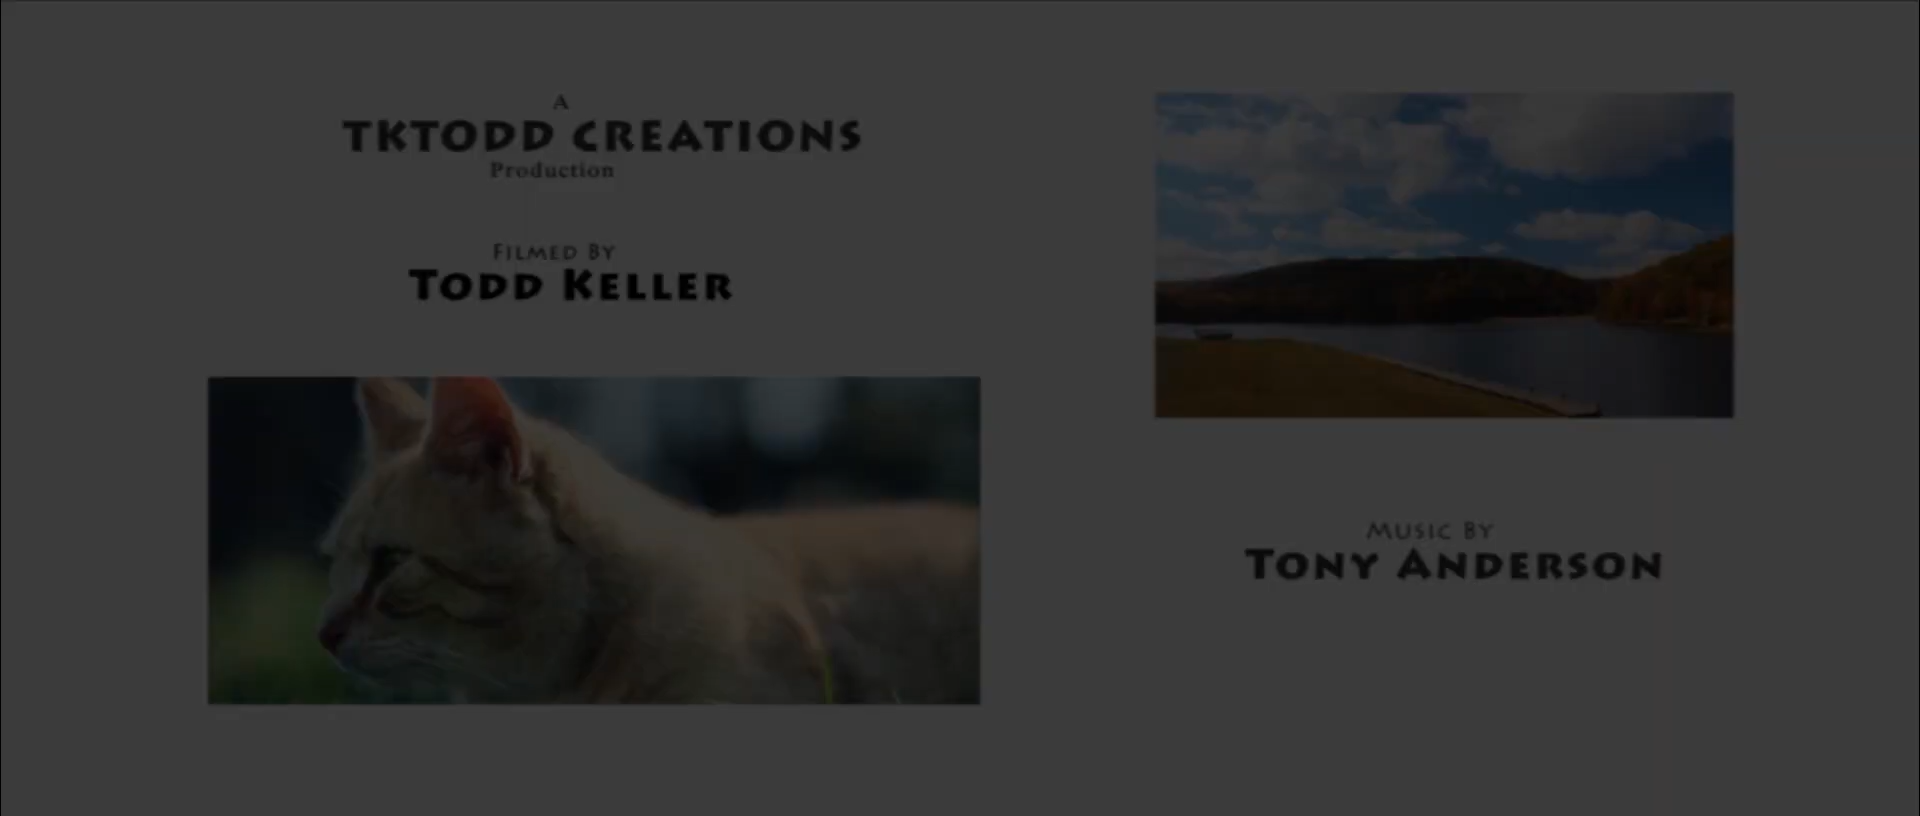 A
TKTODD CREATIONS
Production
FILMED BY
TODD KELLER
MUSIC BY
TONY ANDERSON